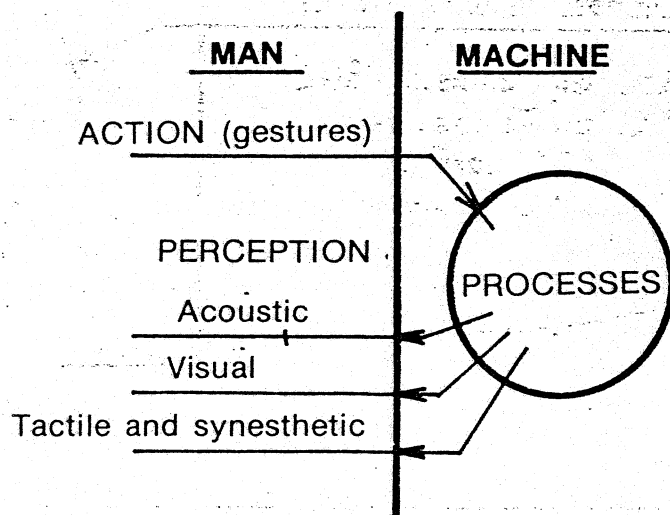 MAN
MACHINE
ACTION (gestures)
PERCEPTION
PROCESSES
Acoustic
Visual
Tactile and synesthetic